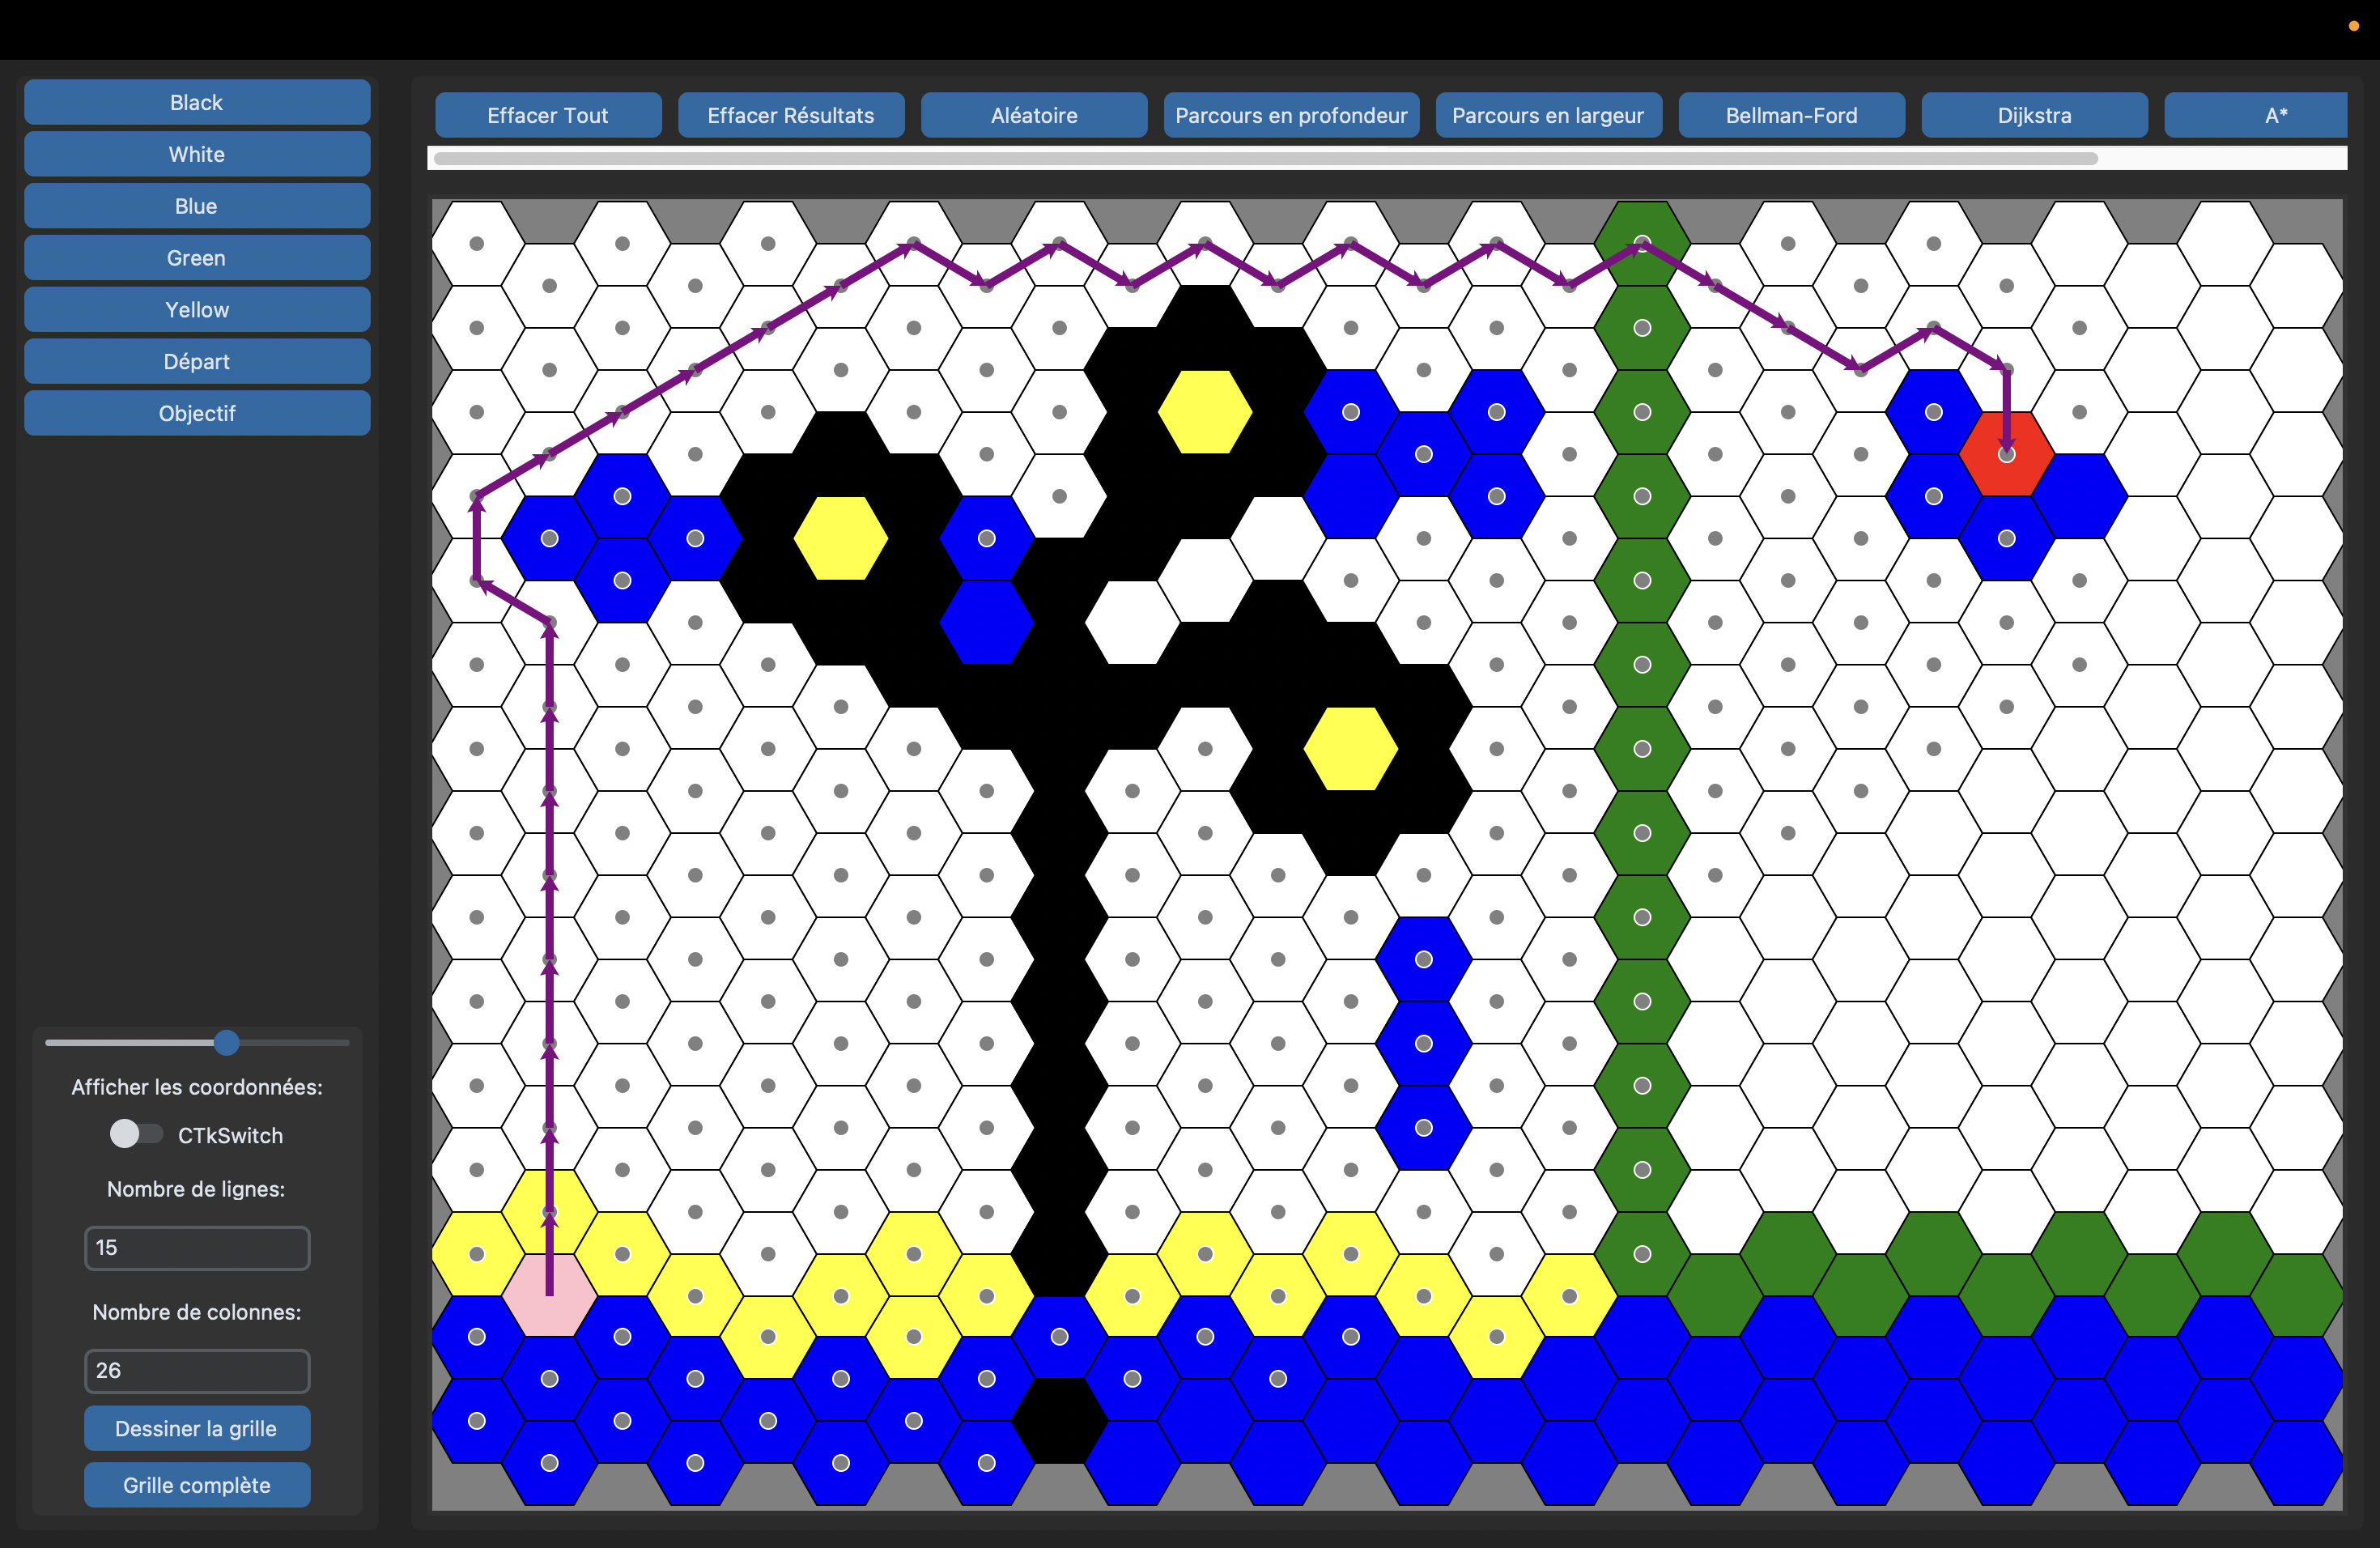 Black
White
Blue
Green
Yellow
Départ
Objectif
Effacer Tout
Effacer Résultats
Aléatoire
Parcours en profondeur
Parcours en largeur
Bellman-Ford
Dijkstra
A*
Afficher les coordonnées:
CTkSwitch
Nombre de lignes:
15
Nombre de colonnes:
26
Dessiner la grille
Grille complète